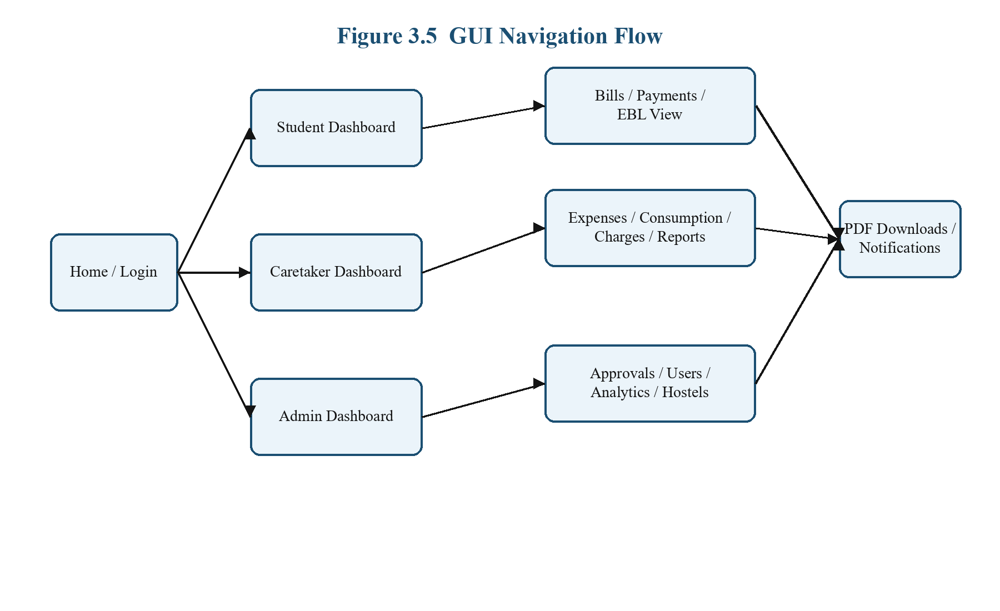 Figure 3.5  GUI Navigation Flow
Home / Login
Student Dashboard
Caretaker Dashboard
Admin Dashboard
Bills / Payments /
EBL View
Expenses / Consumption /
Charges / Reports
Approvals / Users /
Analytics / Hostels
PDF Downloads /
Notifications